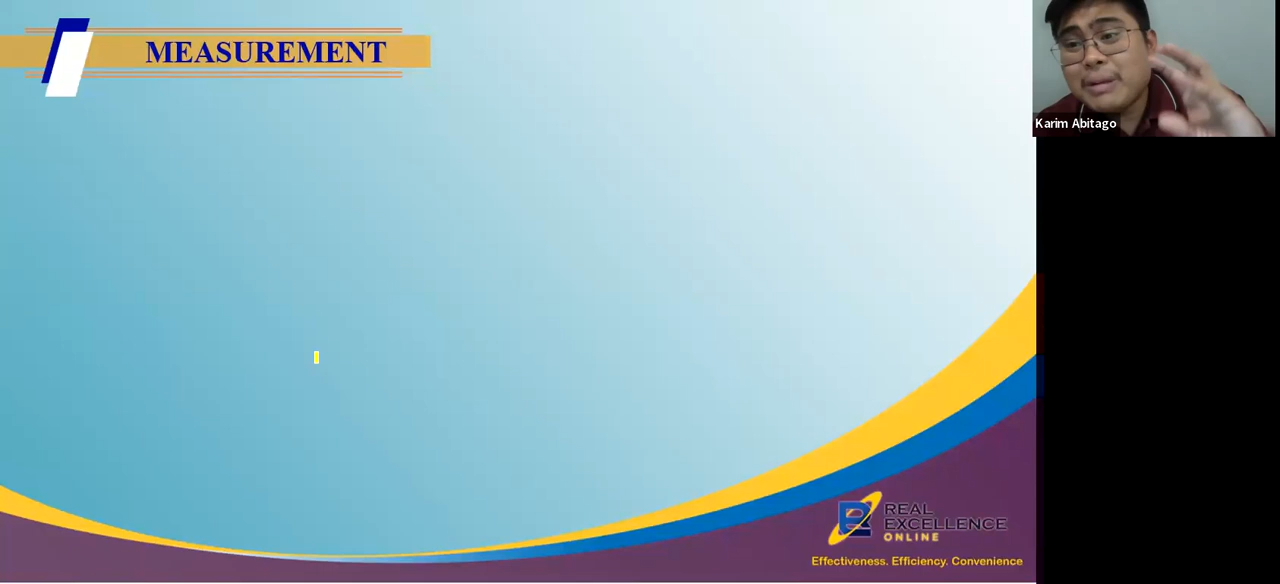 MEASUREMENT
Karim Abitago
REAL
EXCELLENCE
ONLINE
Effectiveness. Efficiency. Convenience